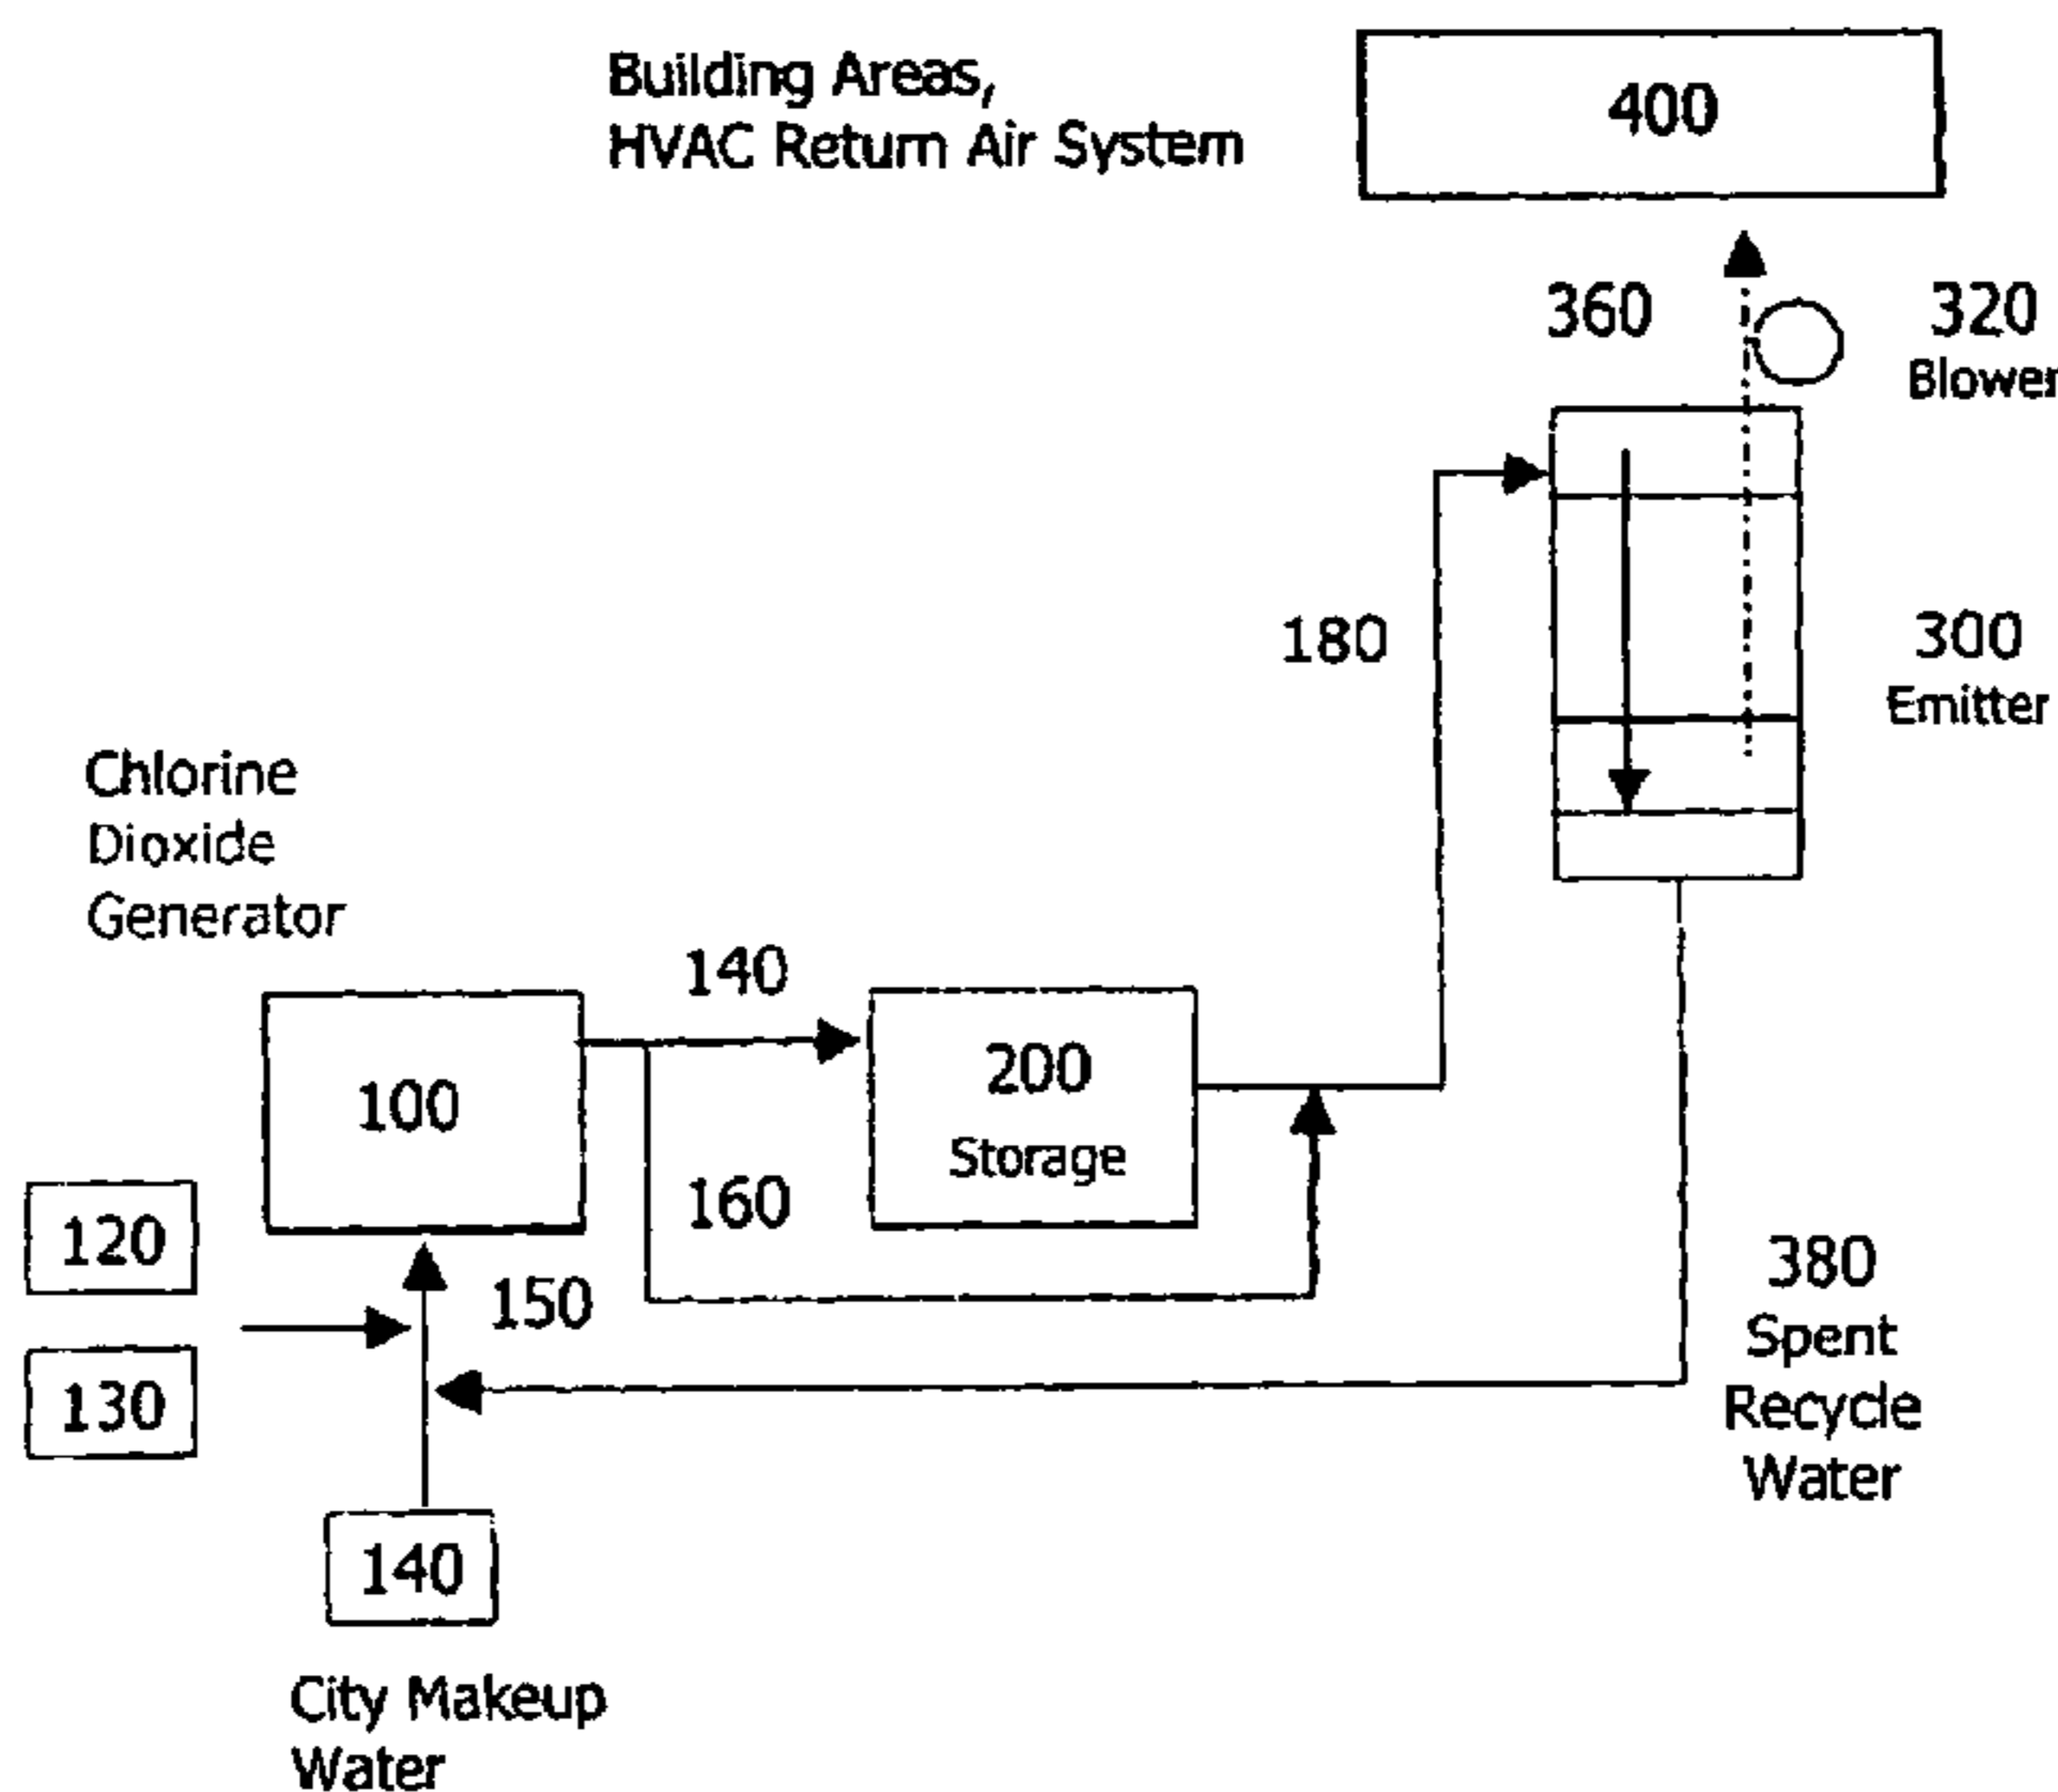 Building Areas,
HVAC Return Air System
400
360
320
Blower
180
300
Emitter
Chlorine
Dioxide
Generator
140
100
200
Storage
160
120
150
130
380
Spent
Recycle
Water
140
City Makeup
Water